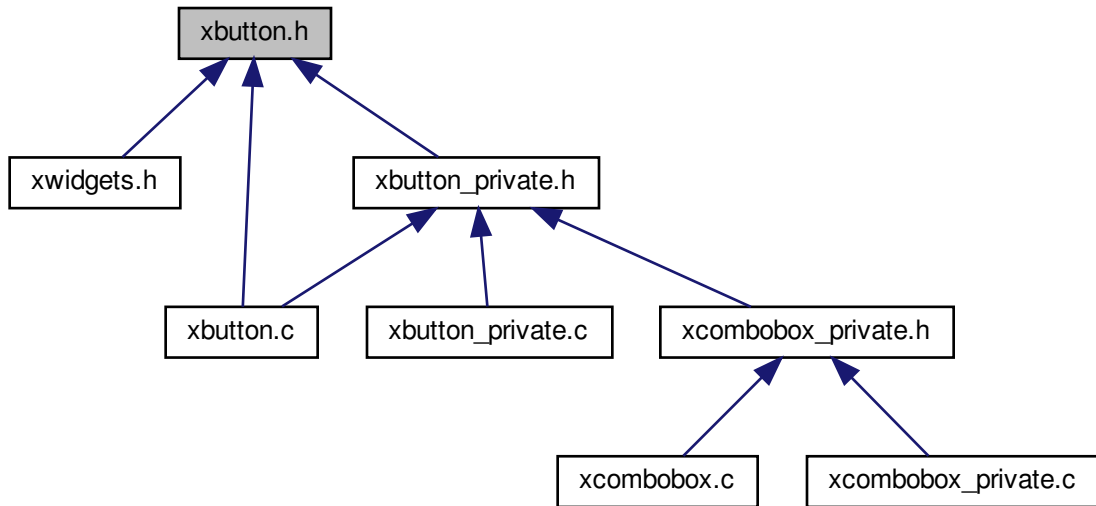 xbutton.h
xwidgets.h
xbutton_private.h
xbutton.c
xbutton_private.c
xcombobox_private.h
xcombobox.c
xcombobox_private.c